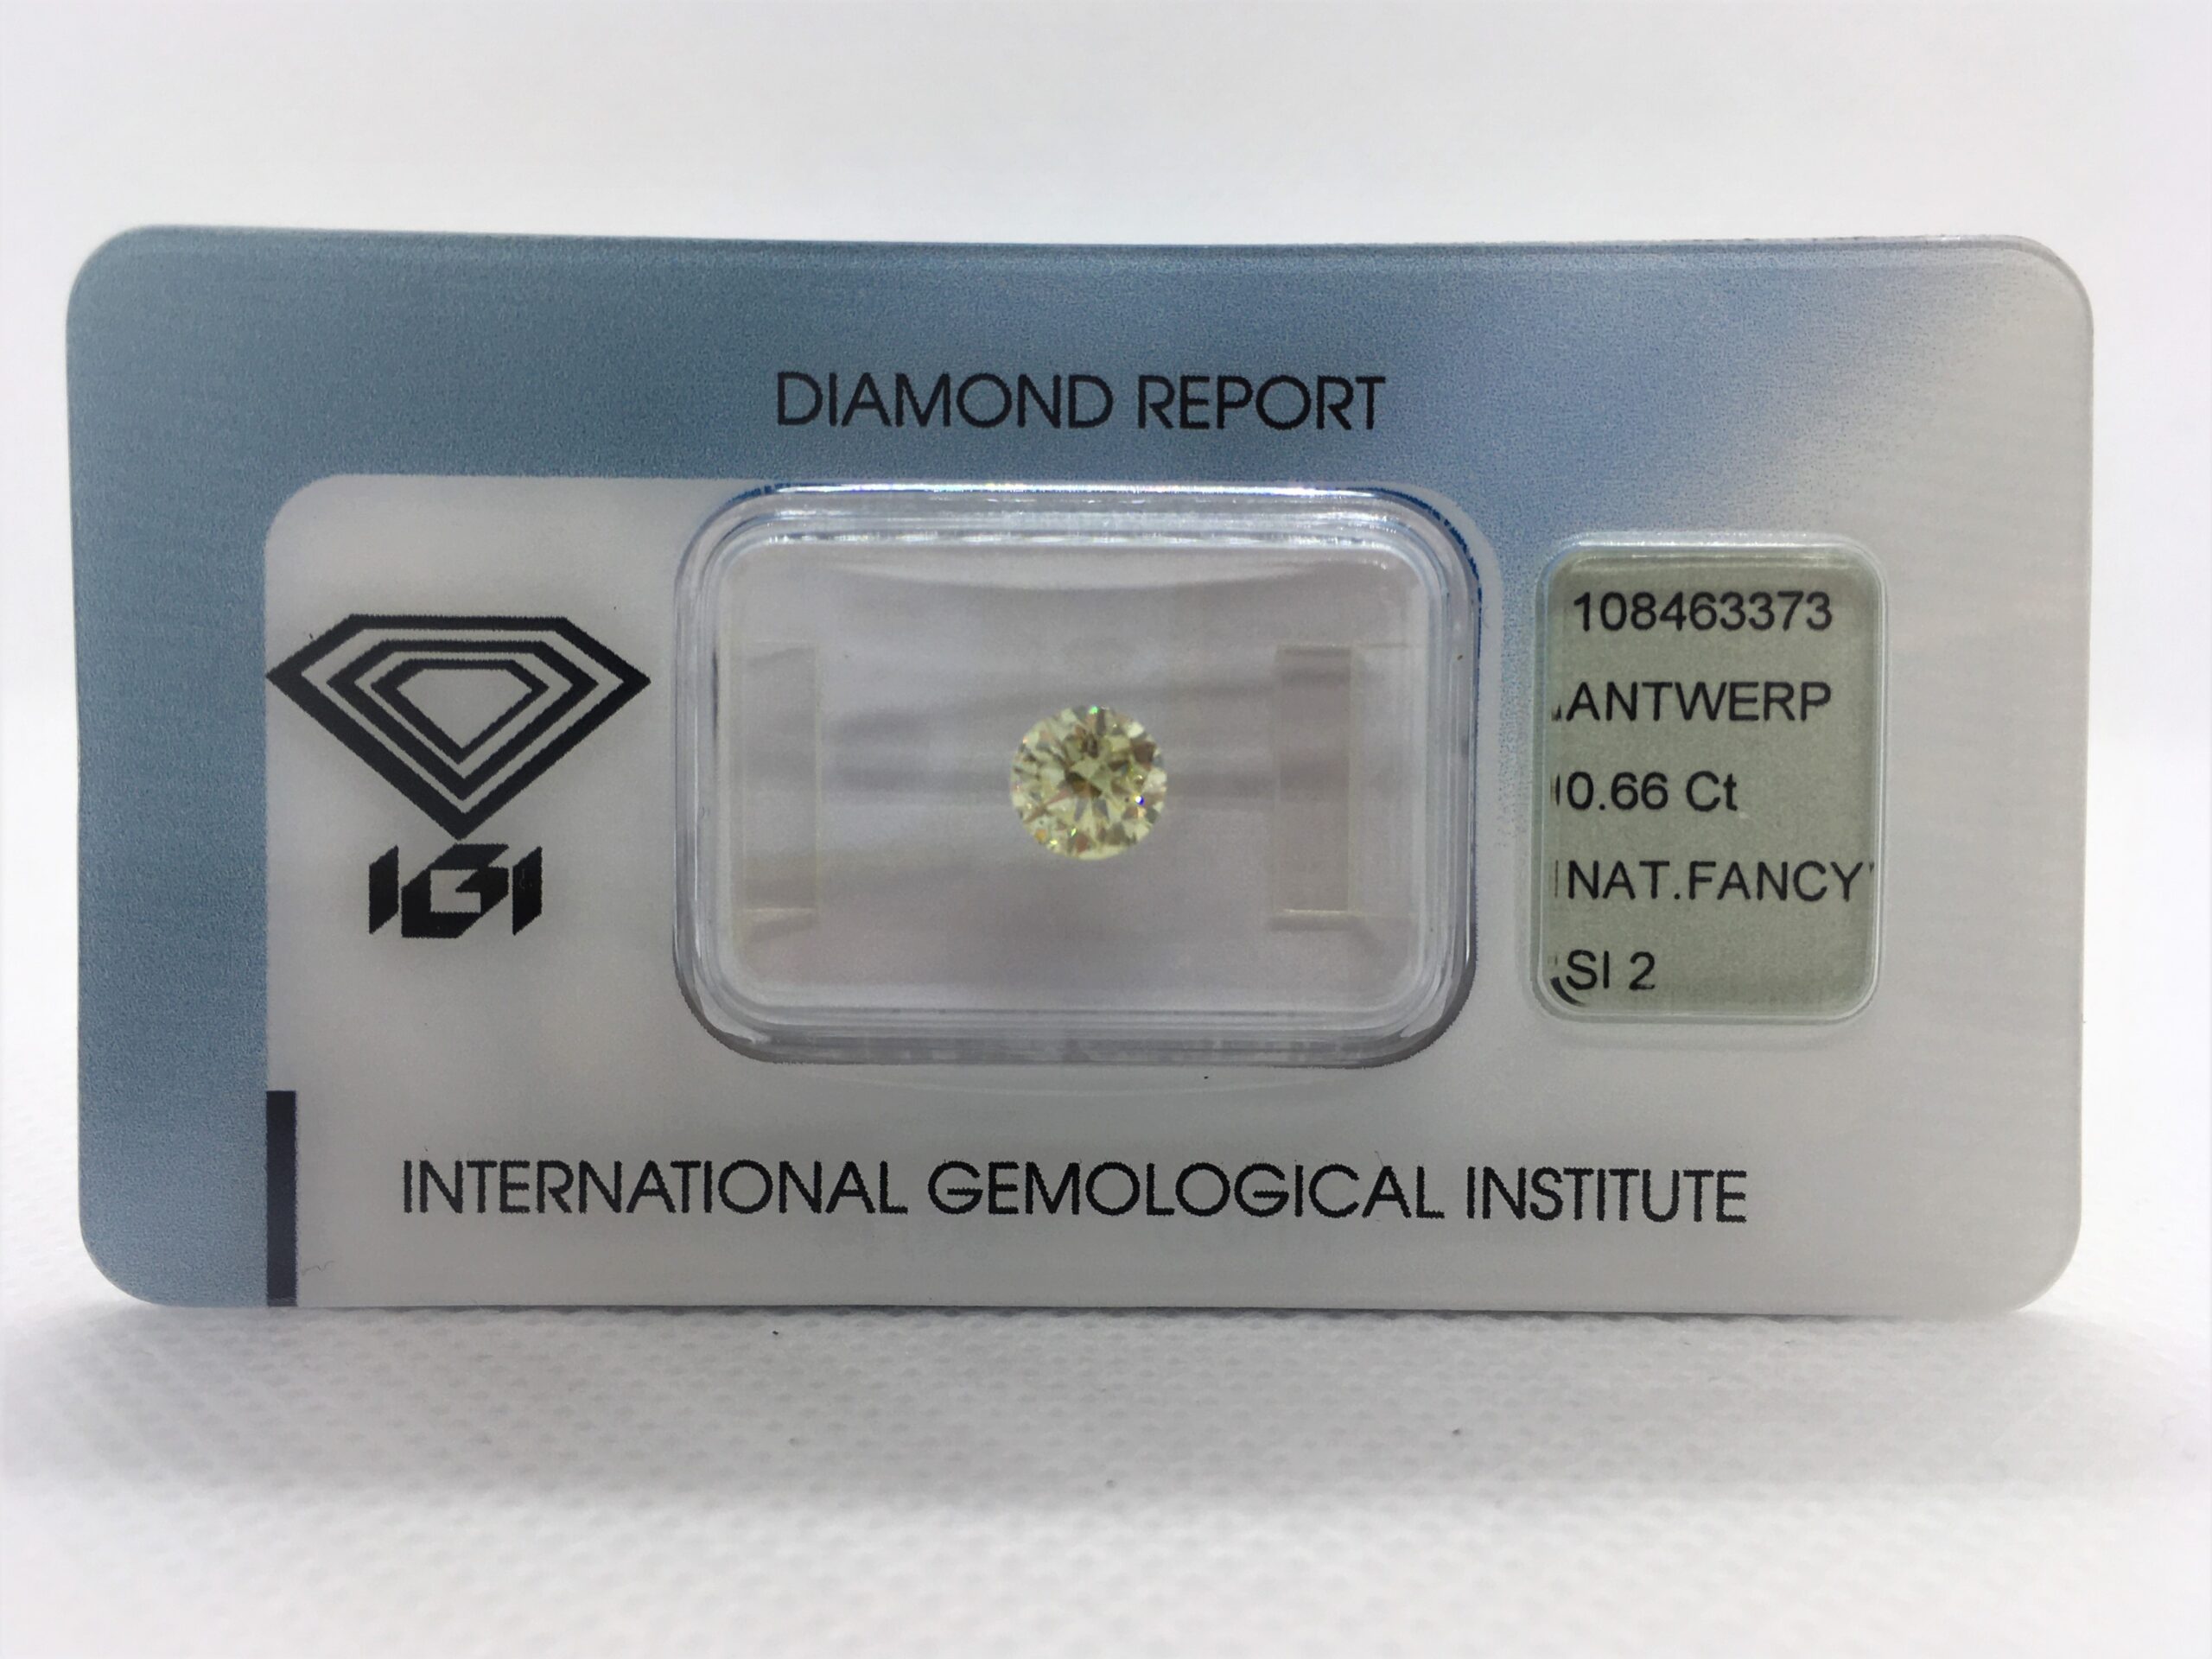 DIAMOND REPORT
IGI
108463373
ANTWERP
0.66 Ct
NAT.FANCY
SI 2
INTERNATIONAL GEMOLOGICAL INSTITUTE